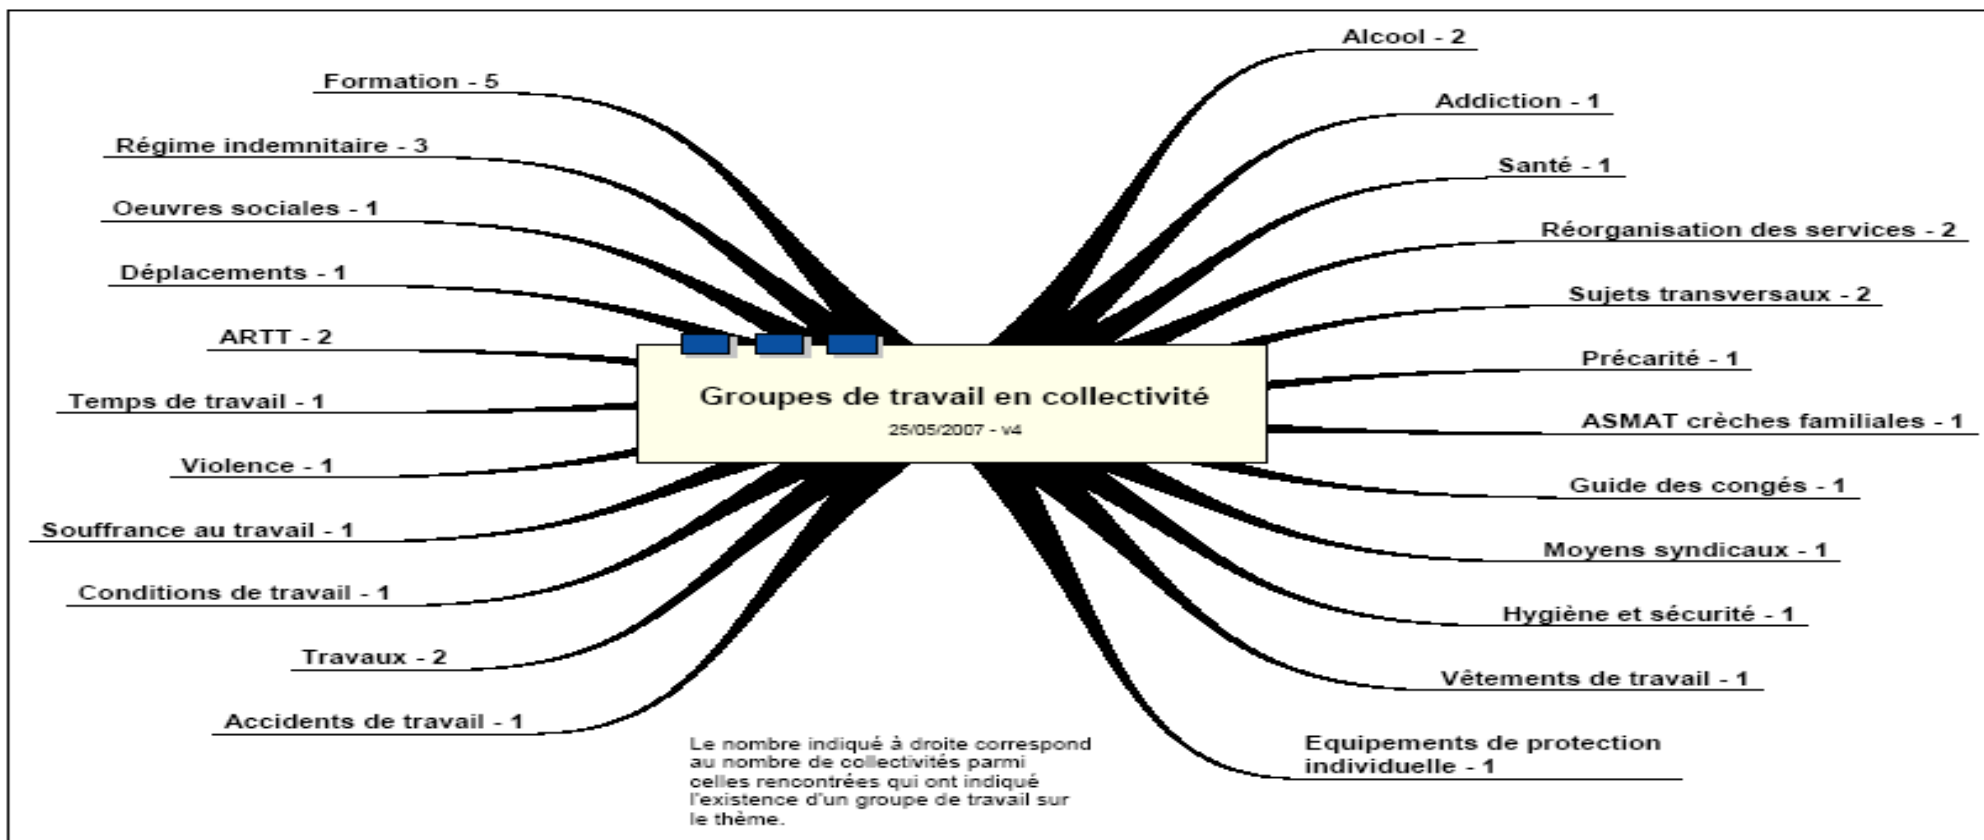 Formation - 5
Régime indemnitaire - 3
Oeuvres sociales - 1
Déplacements - 1
ARTT - 2
Temps de travail - 1
Violence - 1
Souffrance au travail - 1
Conditions de travail - 1
Travaux - 2
Accidents de travail - 1
Groupes de travail en collectivité
25/05/2007 - v4
Alcool - 2
Addiction - 1
Santé - 1
Réorganisation des services - 2
Sujets transversaux - 2
Précarité - 1
ASMAT crèches familiales - 1
Guide des congés - 1
Moyens syndicaux - 1
Hygiène et sécurité - 1
Vêtements de travail - 1
Equipements de protection
individuelle - 1
Le nombre indiqué à droite correspond
au nombre de collectivités parmi
celles rencontrées qui ont indiqué
l'existence d'un groupe de travail sur
le thème.